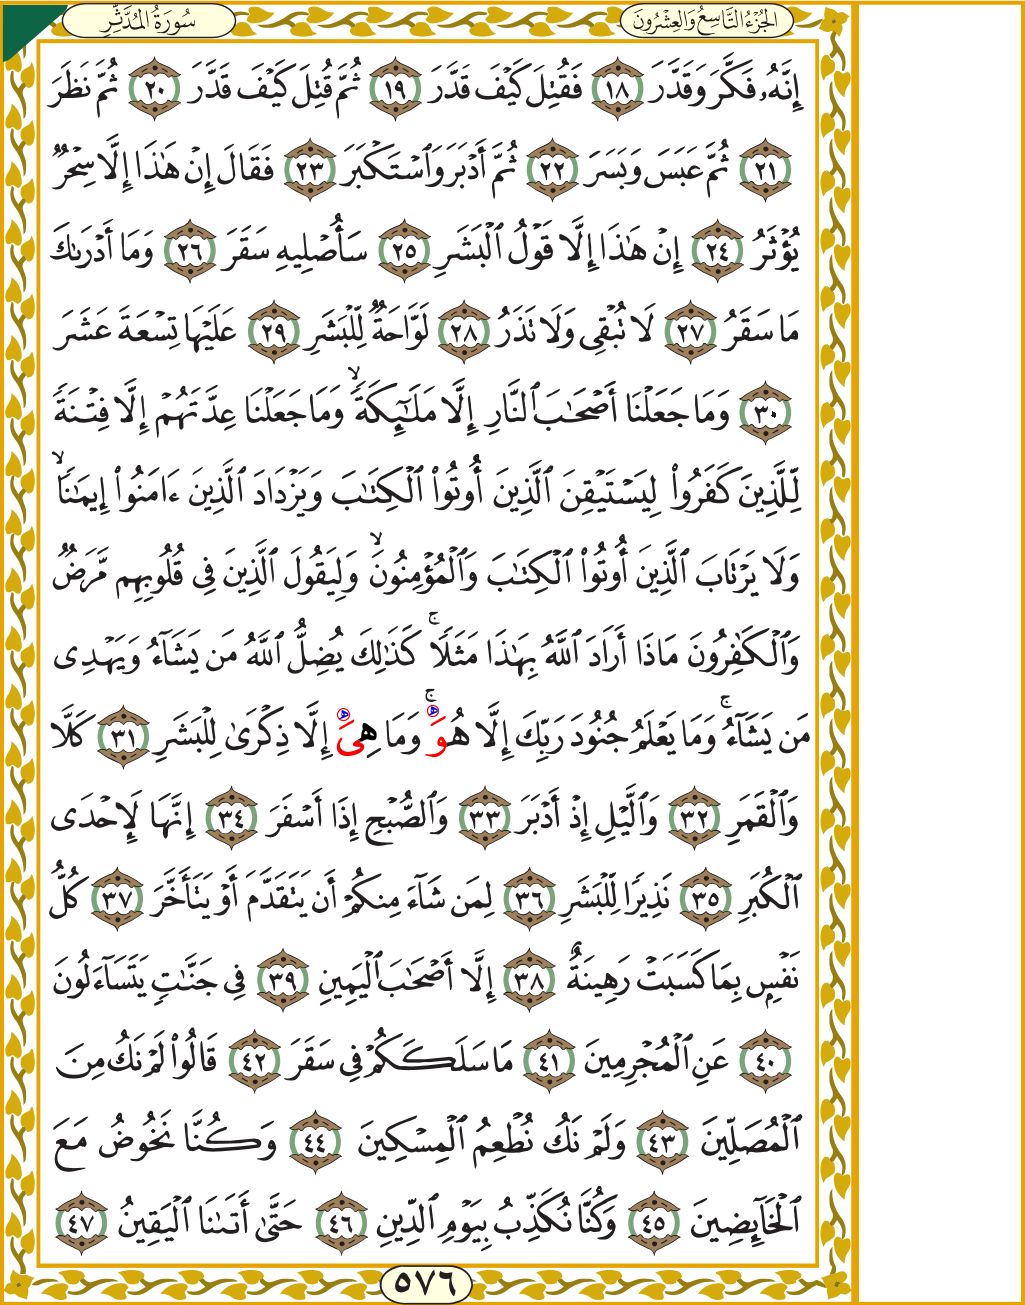 سُورَةُ المُدَّثِّرِ
الجُزْءُ التَّاسِعُ وَالعِشْرُونَ
إِنَّهُۥ فَكَّرَ وَقَدَّرَ ١٨ فَقُتِلَ كَيْفَ قَدَّرَ ١٩ ثُمَّ قُتِلَ كَيْفَ قَدَّرَ ٢٠ ثُمَّ نَظَرَ
٢١ ثُمَّ عَبَسَ وَبَسَرَ ٢٢ ثُمَّ أَدْبَرَ وَٱسْتَكْبَرَ ٢٣ فَقَالَ إِنْ هَٰذَآ إِلَّا سِحْرٌ
يُؤْثَرُ ٢٤ إِنْ هَٰذَآ إِلَّا قَوْلُ ٱلْبَشَرِ ٢٥ سَأُصْلِيهِ سَقَرَ ٢٦ وَمَآ أَدْرَىٰكَ
مَا سَقَرُ ٢٧ لَا تُبْقِى وَلَا تَذَرُ ٢٨ لَوَّاحَةٌ لِّلْبَشَرِ ٢٩ عَلَيْهَا تِسْعَةَ عَشَرَ
٣٠ وَمَا جَعَلْنَآ أَصْحَٰبَ ٱلنَّارِ إِلَّا مَلَٰٓئِكَةً ۙ وَمَا جَعَلْنَا عِدَّتَهُمْ إِلَّا فِتْنَةً
لِّلَّذِينَ كَفَرُوا۟ لِيَسْتَيْقِنَ ٱلَّذِينَ أُوتُوا۟ ٱلْكِتَٰبَ وَيَزْدَادَ ٱلَّذِينَ ءَامَنُوٓا۟ إِيمَٰنًا ۙ
وَلَا يَرْتَابَ ٱلَّذِينَ أُوتُوا۟ ٱلْكِتَٰبَ وَٱلْمُؤْمِنُونَ ۙ وَلِيَقُولَ ٱلَّذِينَ فِى قُلُوبِهِم مَّرَضٌ
وَٱلْكَٰفِرُونَ مَاذَآ أَرَادَ ٱللَّهُ بِهَٰذَا مَثَلًا ۚ كَذَٰلِكَ يُضِلُّ ٱللَّهُ مَن يَشَآءُ وَيَهْدِى
مَن يَشَآءُ ۚ وَمَا يَعْلَمُ جُنُودَ رَبِّكَ إِلَّا هُوَ ۚ وَمَا هِىَ إِلَّا ذِكْرَىٰ لِلْبَشَرِ ٣١ كَلَّا
وَٱلْقَمَرِ ٣٢ وَٱلَّيْلِ إِذْ أَدْبَرَ ٣٣ وَٱلصُّبْحِ إِذَآ أَسْفَرَ ٣٤ إِنَّهَا لَإِحْدَى
ٱلْكُبَرِ ٣٥ نَذِيرًا لِّلْبَشَرِ ٣٦ لِمَن شَآءَ مِنكُمْ أَن يَتَقَدَّمَ أَوْ يَتَأَخَّرَ ٣٧ كُلُّ
نَفْسٍۭ بِمَا كَسَبَتْ رَهِينَةٌ ٣٨ إِلَّآ أَصْحَٰبَ ٱلْيَمِينِ ٣٩ فِى جَنَّٰتٍ يَتَسَآءَلُونَ
٤٠ عَنِ ٱلْمُجْرِمِينَ ٤١ مَا سَلَكَكُمْ فِى سَقَرَ ٤٢ قَالُوا۟ لَمْ نَكُ مِنَ
ٱلْمُصَلِّينَ ٤٣ وَلَمْ نَكُ نُطْعِمُ ٱلْمِسْكِينَ ٤٤ وَكُنَّا نَخُوضُ مَعَ
ٱلْخَآئِضِينَ ٤٥ وَكُنَّا نُكَذِّبُ بِيَوْمِ ٱلدِّينِ ٤٦ حَتَّىٰٓ أَتَىٰنَا ٱلْيَقِينُ ٤٧
٥٧٦